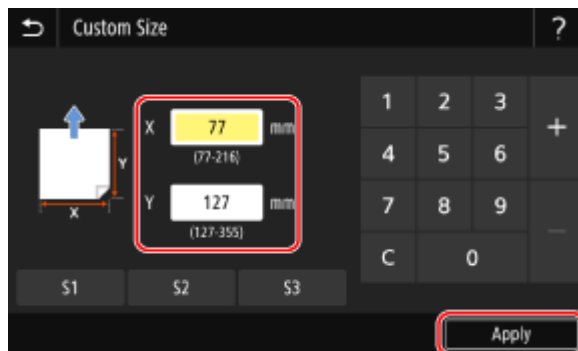 Custom Size ?
X 77 mm
(77-216)
Y 127 mm
(127-355)
Y
X
1 2 3 +
4 5 6
7 8 9 —
C 0
S1 S2 S3
Apply